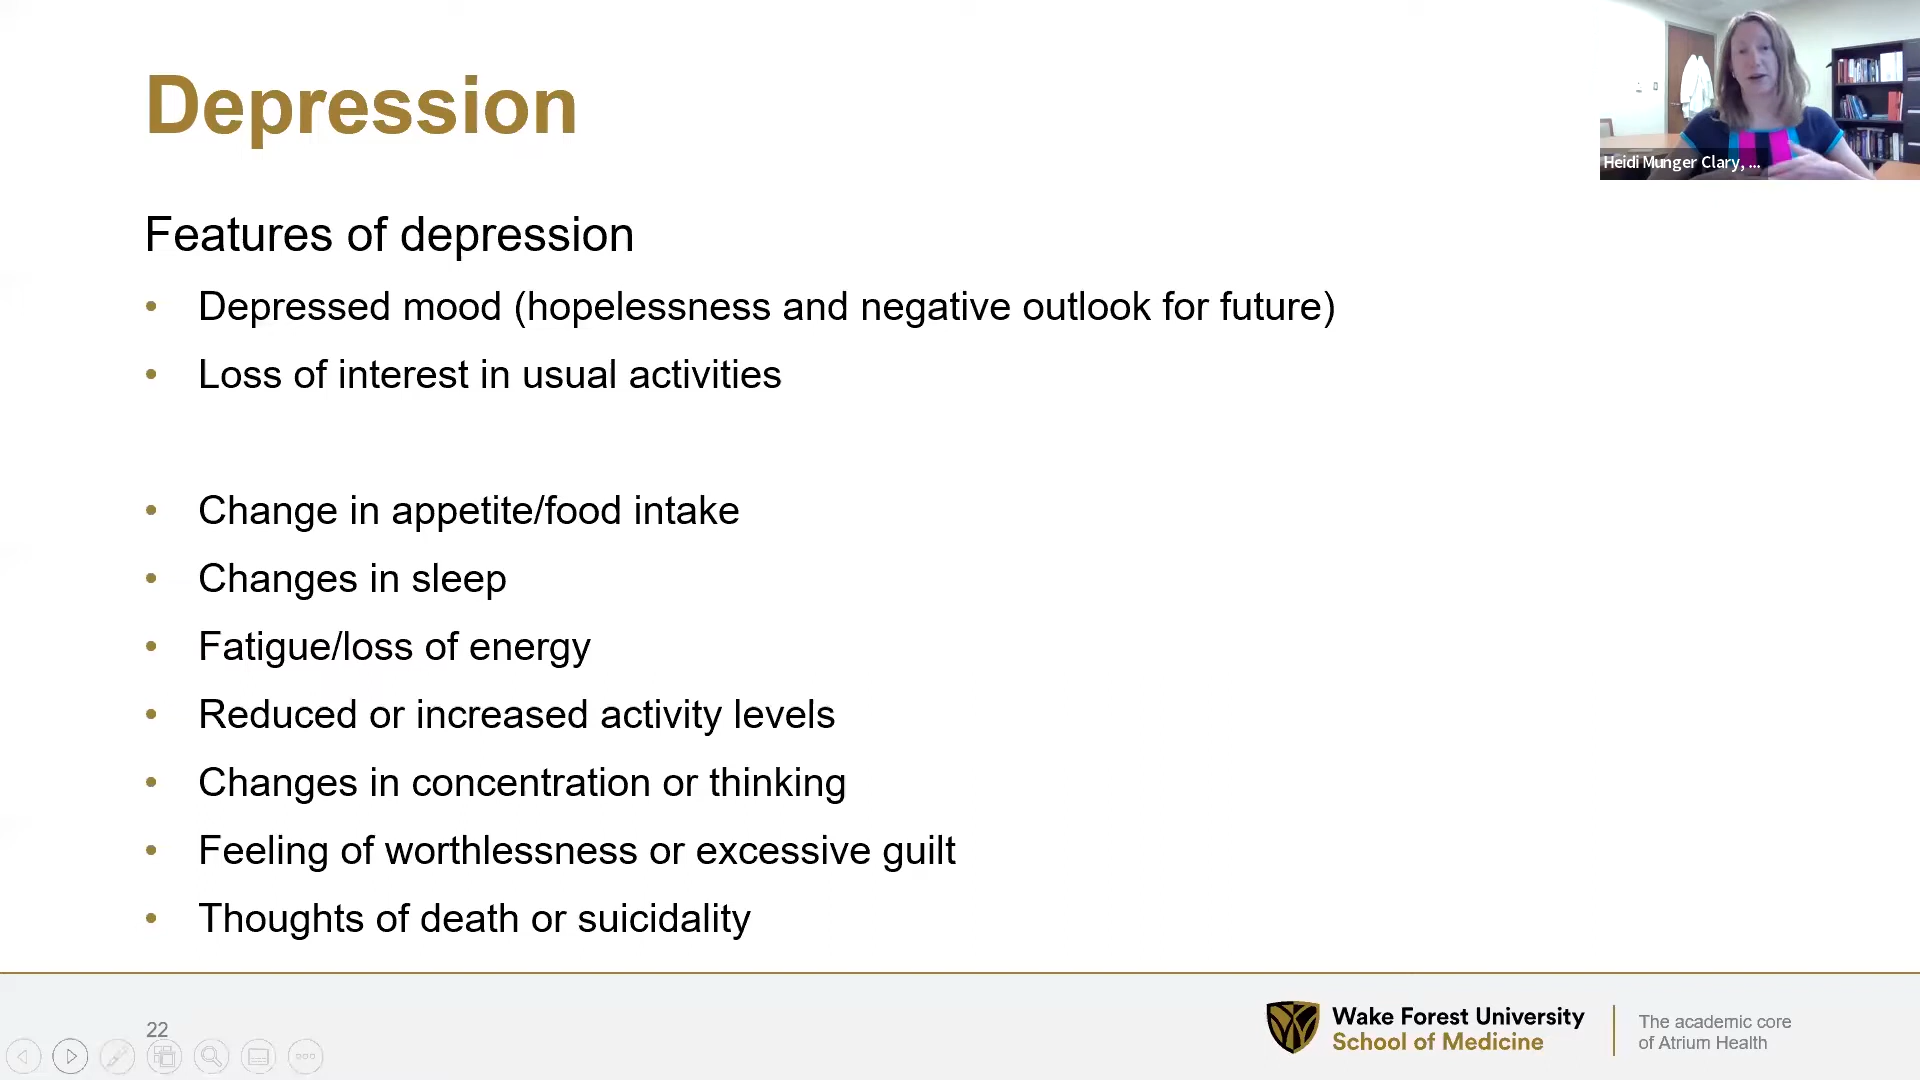 Depression
Heidi Munger Clary, ...
Features of depression
• Depressed mood (hopelessness and negative outlook for future)
• Loss of interest in usual activities
• Change in appetite/food intake
• Changes in sleep
• Fatigue/loss of energy
• Reduced or increased activity levels
• Changes in concentration or thinking
• Feeling of worthlessness or excessive guilt
• Thoughts of death or suicidality
22
Wake Forest University
School of Medicine
The academic core
of Atrium Health